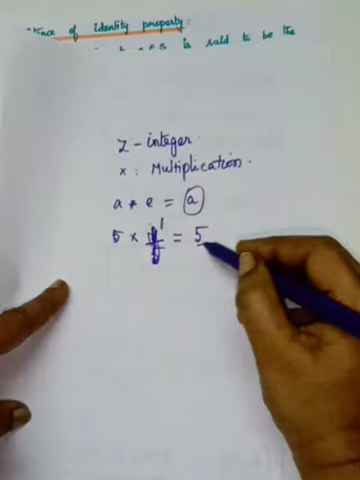 of identity property:
is said to be the
Z - integer.
x : Multiplication.
a * e = a
5 × 1 = 5